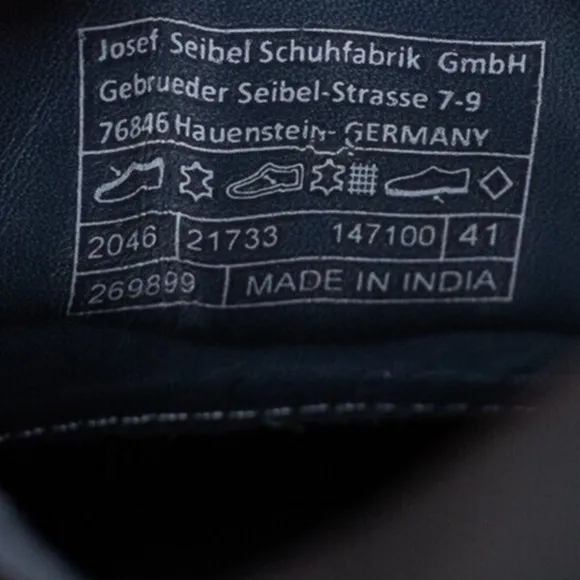 Josef Seibel Schuhfabrik GmbH
Gebrueder Seibel-Strasse 7-9
76846 Hauenstein- GERMANY
2046 21733 147100 41
269899 MADE IN INDIA